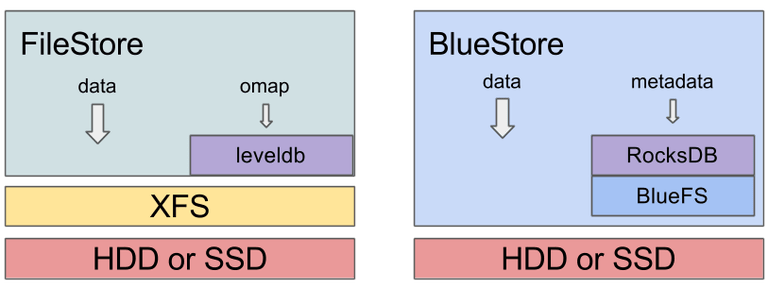 FileStore
data
omap
leveldb
XFS
HDD or SSD
BlueStore
data
metadata
RocksDB
BlueFS
HDD or SSD